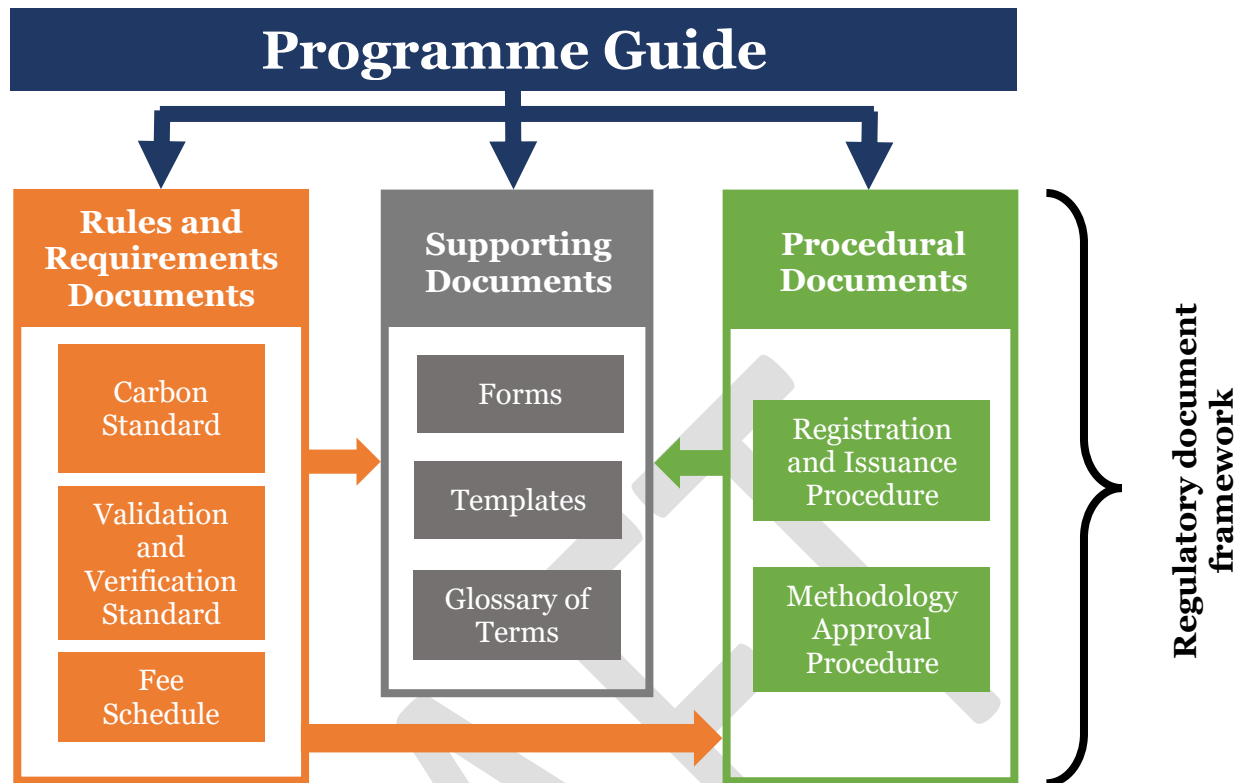 Programme Guide
Rules and
Requirements
Documents
Carbon
Standard
Validation
and
Verification
Standard
Fee
Schedule
Supporting
Documents
Forms
Templates
Glossary of
Terms
Procedural
Documents
Registration
and Issuance
Procedure
Methodology
Approval
Procedure
Regulatory document
framework